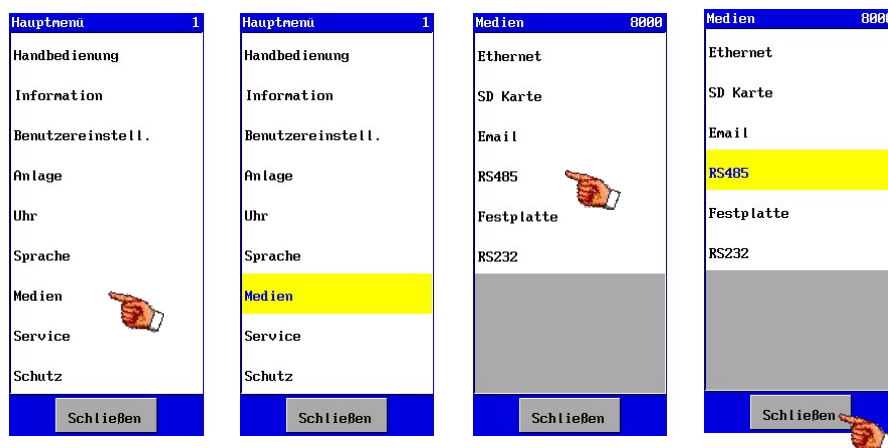 Hauptmenü 1
Handbedienung
Information
Benutzereinstell.
Anlage
Uhr
Sprache
Medien
Service
Schutz
Schließen
Hauptmenü 1
Handbedienung
Information
Benutzereinstell.
Anlage
Uhr
Sprache
Medien
Service
Schutz
Schließen
Medien 8000
Ethernet
SD Karte
Email
RS485
Festplatte
RS232
Schließen
Medien 8000
Ethernet
SD Karte
Email
RS485
Festplatte
RS232
Schließen